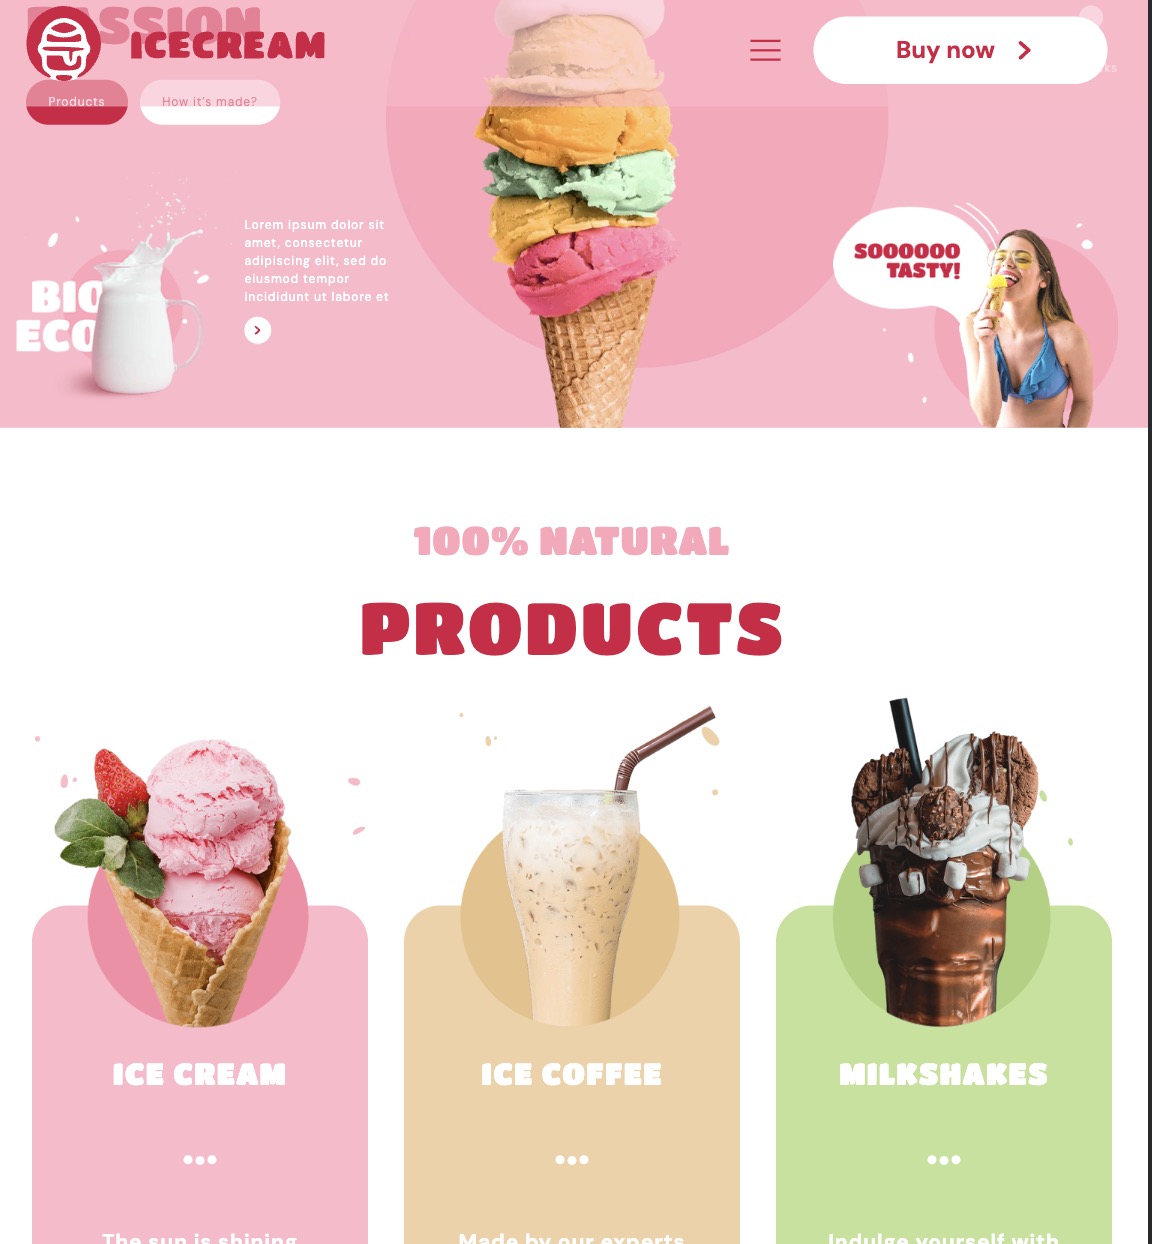 PASSION
ICECREAM
Buy now
Products
How it's made?
Lorem ipsum dolor sit
amet, consectetur
adipiscing elit, sed do
eiusmod tempor
incididunt ut labore et
BIO
ECO
SOOOOOO
TASTY!
100% NATURAL
PRODUCTS
ICE CREAM
ICE COFFEE
MILKSHAKES
The sun is shining
Made by our experts
Indulge yourself with